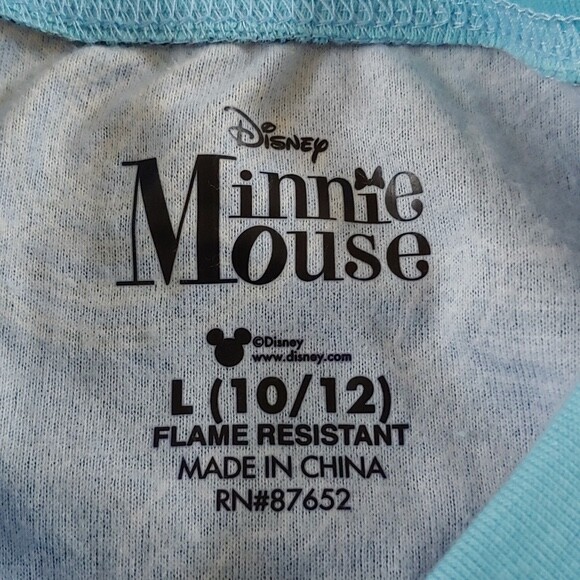 Disney
Minnie
Mouse
©Disney
www.disney.com
L (10/12)
FLAME RESISTANT
MADE IN CHINA
RN#87652